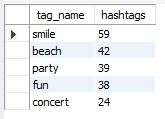 tag_name hashtags
smile 59
beach 42
party 39
fun 38
concert 24